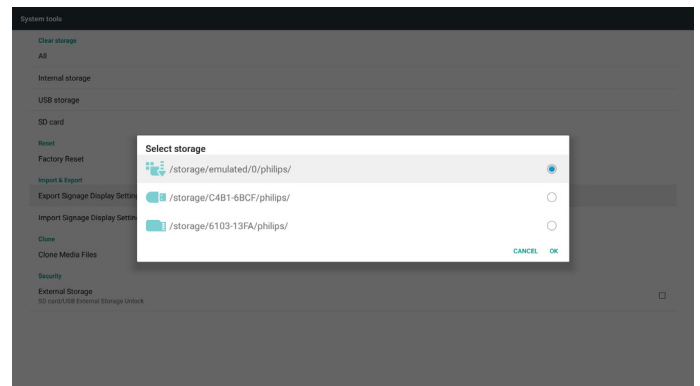 System tools
Clear storage
All
Internal storage
USB storage
SD card
Reset
Factory Reset
Import & Export
Export Signage Display Setting
Import Signage Display Settin
Clone
Clone Media Files
Security
External Storage
SD card/USB External Storage Unlock
Select storage
/storage/emulated/0/philips/
/storage/C4B1-6BCF/philips/
/storage/6103-13FA/philips/
CANCEL OK